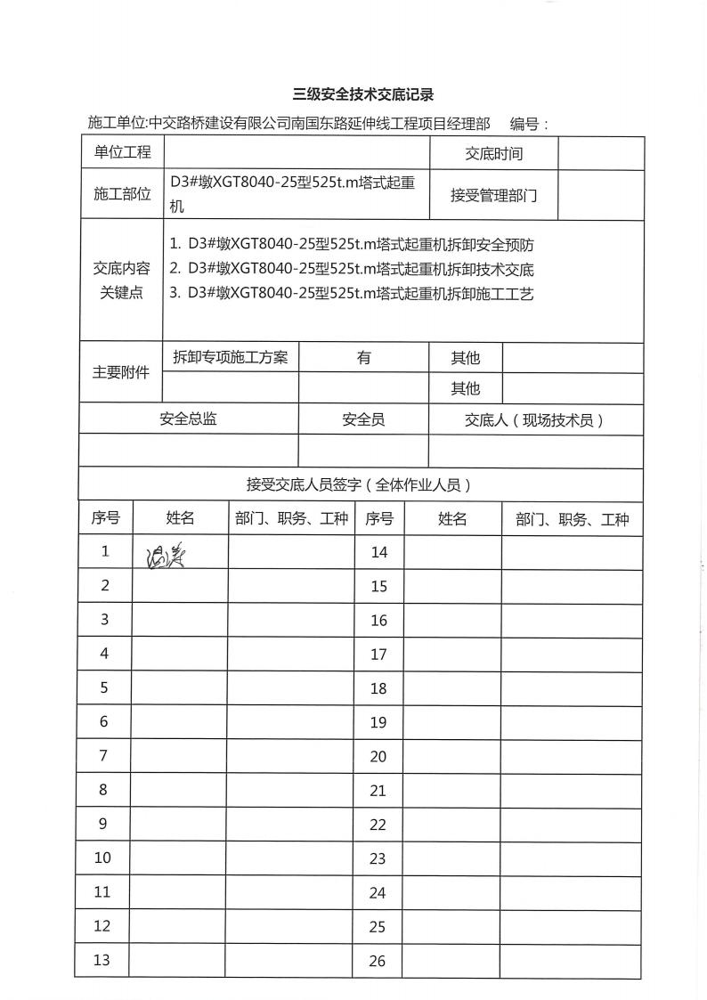 三级安全技术交底记录
施工单位:中交路桥建设有限公司南国东路延伸线工程项目经理部 编号：
单位工程 交底时间
施工部位 D3#墩XGT8040-25型525t.m塔式起重
机 接受管理部门
交底内容
关键点
1. D3#墩XGT8040-25型525t.m塔式起重机拆卸安全预防
2. D3#墩XGT8040-25型525t.m塔式起重机拆卸技术交底
3. D3#墩XGT8040-25型525t.m塔式起重机拆卸施工工艺
主要附件 拆卸专项施工方案 有 其他
其他
安全总监 安全员 交底人（现场技术员）
接受交底人员签字（全体作业人员）
序号 姓名 部门、职务、工种 序号 姓名 部门、职务、工种
1 14
2 15
3 16
4 17
5 18
6 19
7 20
8 21
9 22
10 23
11 24
12 25
13 26